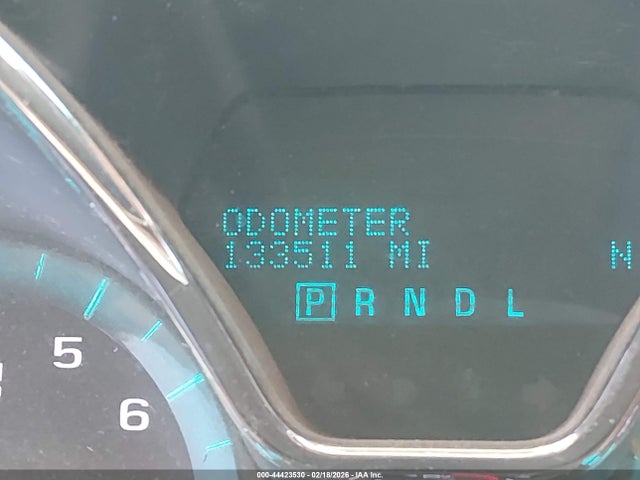 ODOMETER
133511 MI N
P R N D L
5
6
000-44423530 - 02/18/2026 - IAA Inc.